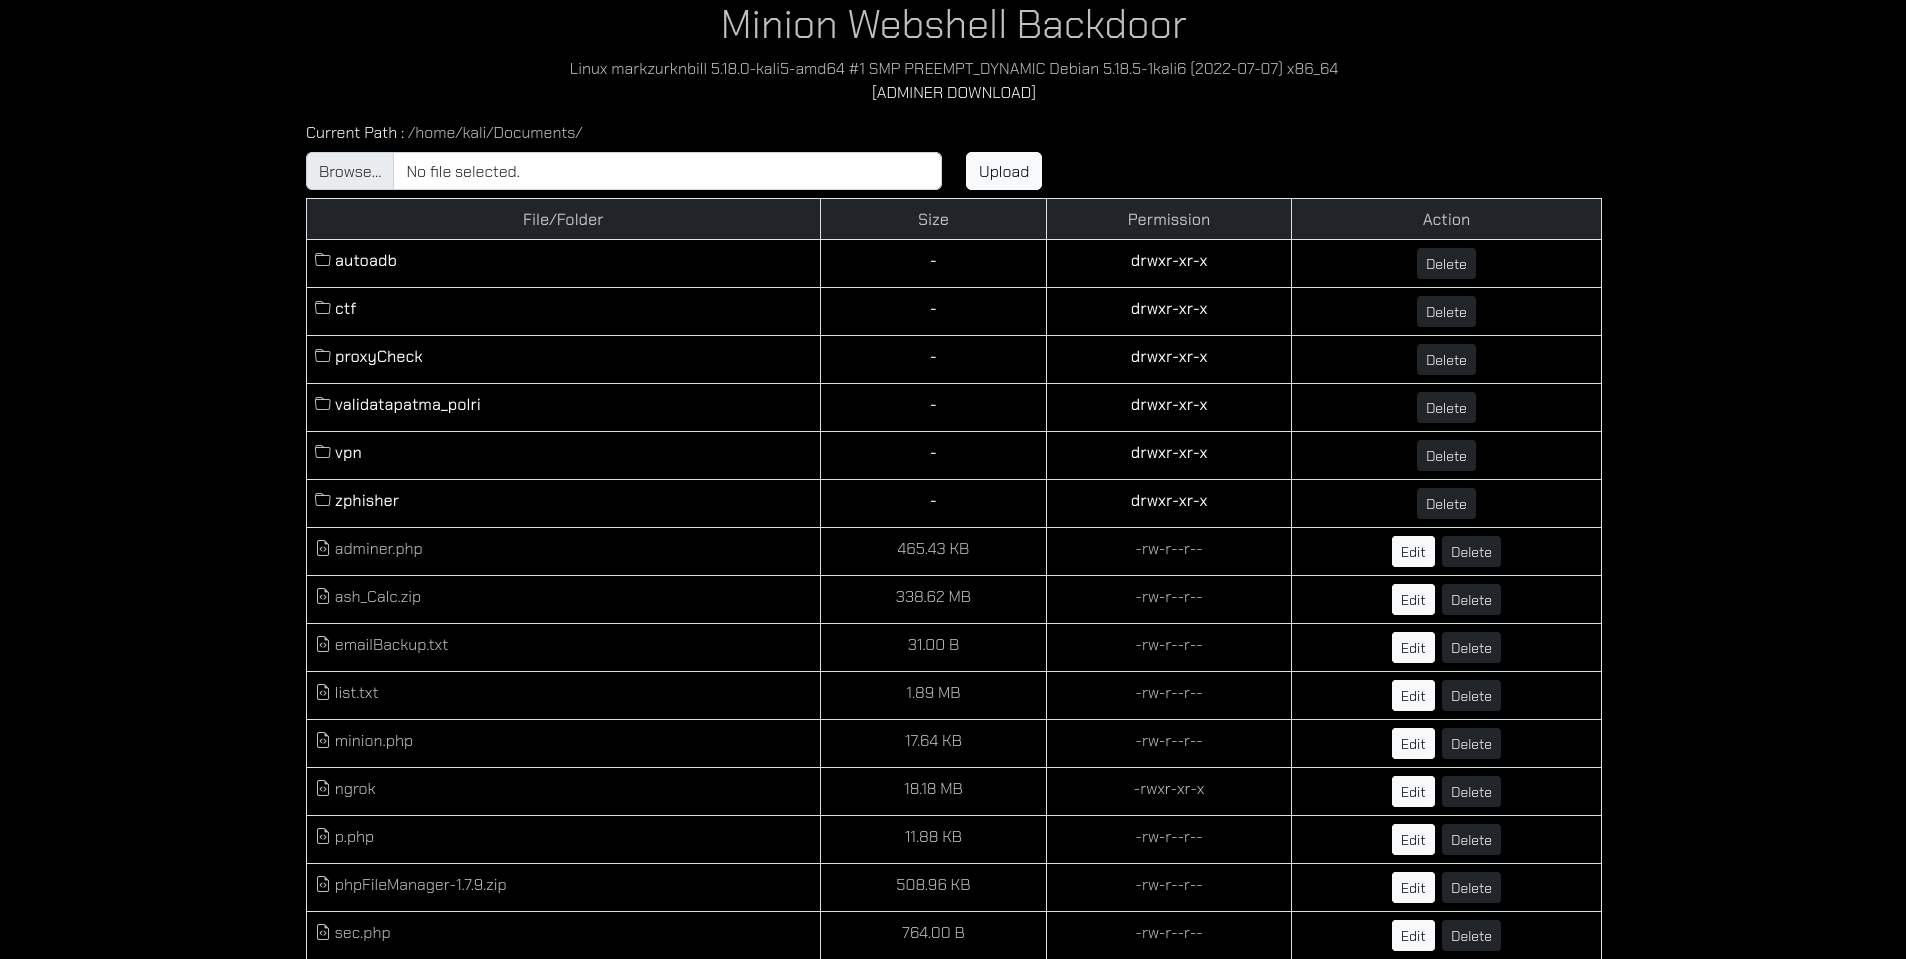 Minion Webshell Backdoor
Linux markzurknbill 5.18.0-kali5-amd64 #1 SMP PREEMPT_DYNAMIC Debian 5.18.5-1kali6 (2022-07-07) x86_64
[ADMINER DOWNLOAD]
Current Path : /home/kali/Documents/
Browse... No file selected. Upload
File/Folder Size Permission Action
autoadb - drwxr-xr-x Delete
ctf - drwxr-xr-x Delete
proxyCheck - drwxr-xr-x Delete
validatapatma_polri - drwxr-xr-x Delete
vpn - drwxr-xr-x Delete
zphisher - drwxr-xr-x Delete
adminer.php 465.43 KB -rw-r--r-- Edit Delete
ash_Calc.zip 338.62 MB -rw-r--r-- Edit Delete
emailBackup.txt 31.00 B -rw-r--r-- Edit Delete
list.txt 1.89 MB -rw-r--r-- Edit Delete
minion.php 17.64 KB -rw-r--r-- Edit Delete
ngrok 18.18 MB -rwxr-xr-x Edit Delete
p.php 11.88 KB -rw-r--r-- Edit Delete
phpFileManager-1.7.9.zip 508.96 KB -rw-r--r-- Edit Delete
sec.php 764.00 B -rw-r--r-- Edit Delete